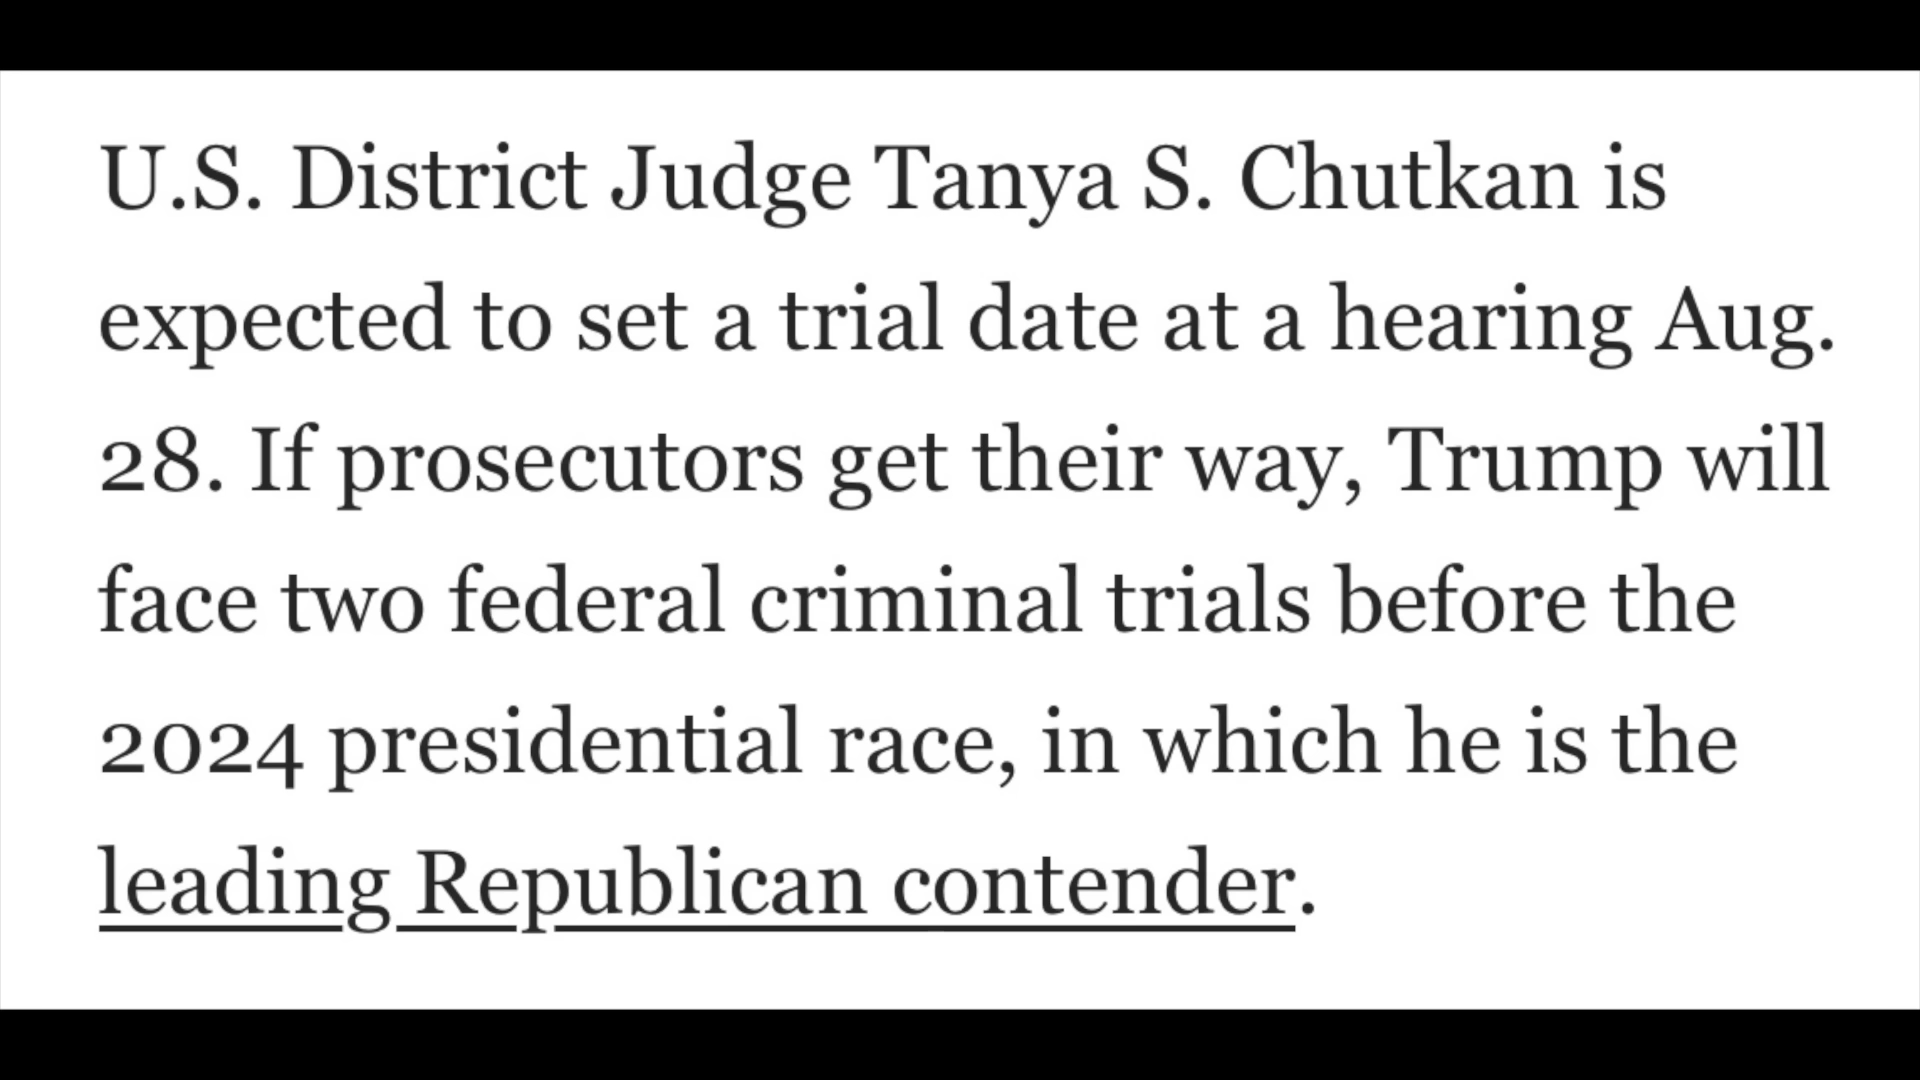 U.S. District Judge Tanya S. Chutkan is
expected to set a trial date at a hearing Aug.
28. If prosecutors get their way, Trump will
face two federal criminal trials before the
2024 presidential race, in which he is the
leading Republican contender.